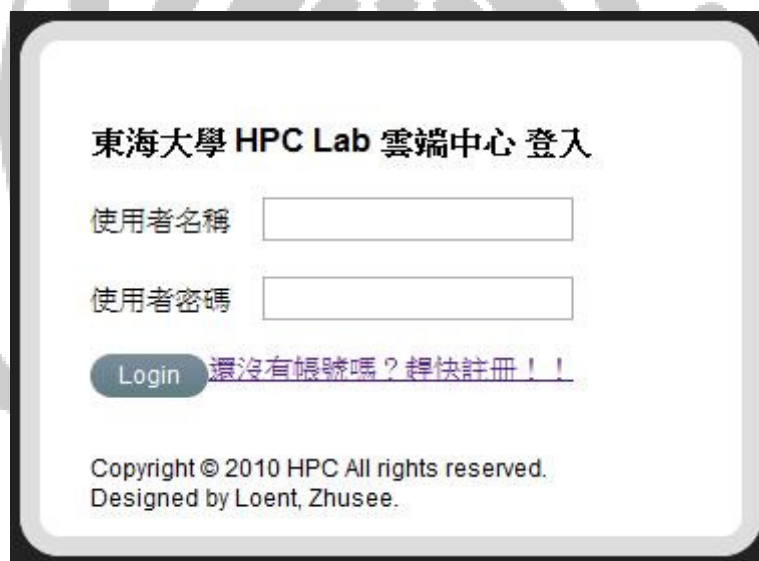 東海大學 HPC Lab 雲端中心 登入
使用者名稱
使用者密碼
Login 還沒有帳號嗎？趕快註冊！！
Copyright © 2010 HPC All rights reserved.
Designed by Loent, Zhusee.